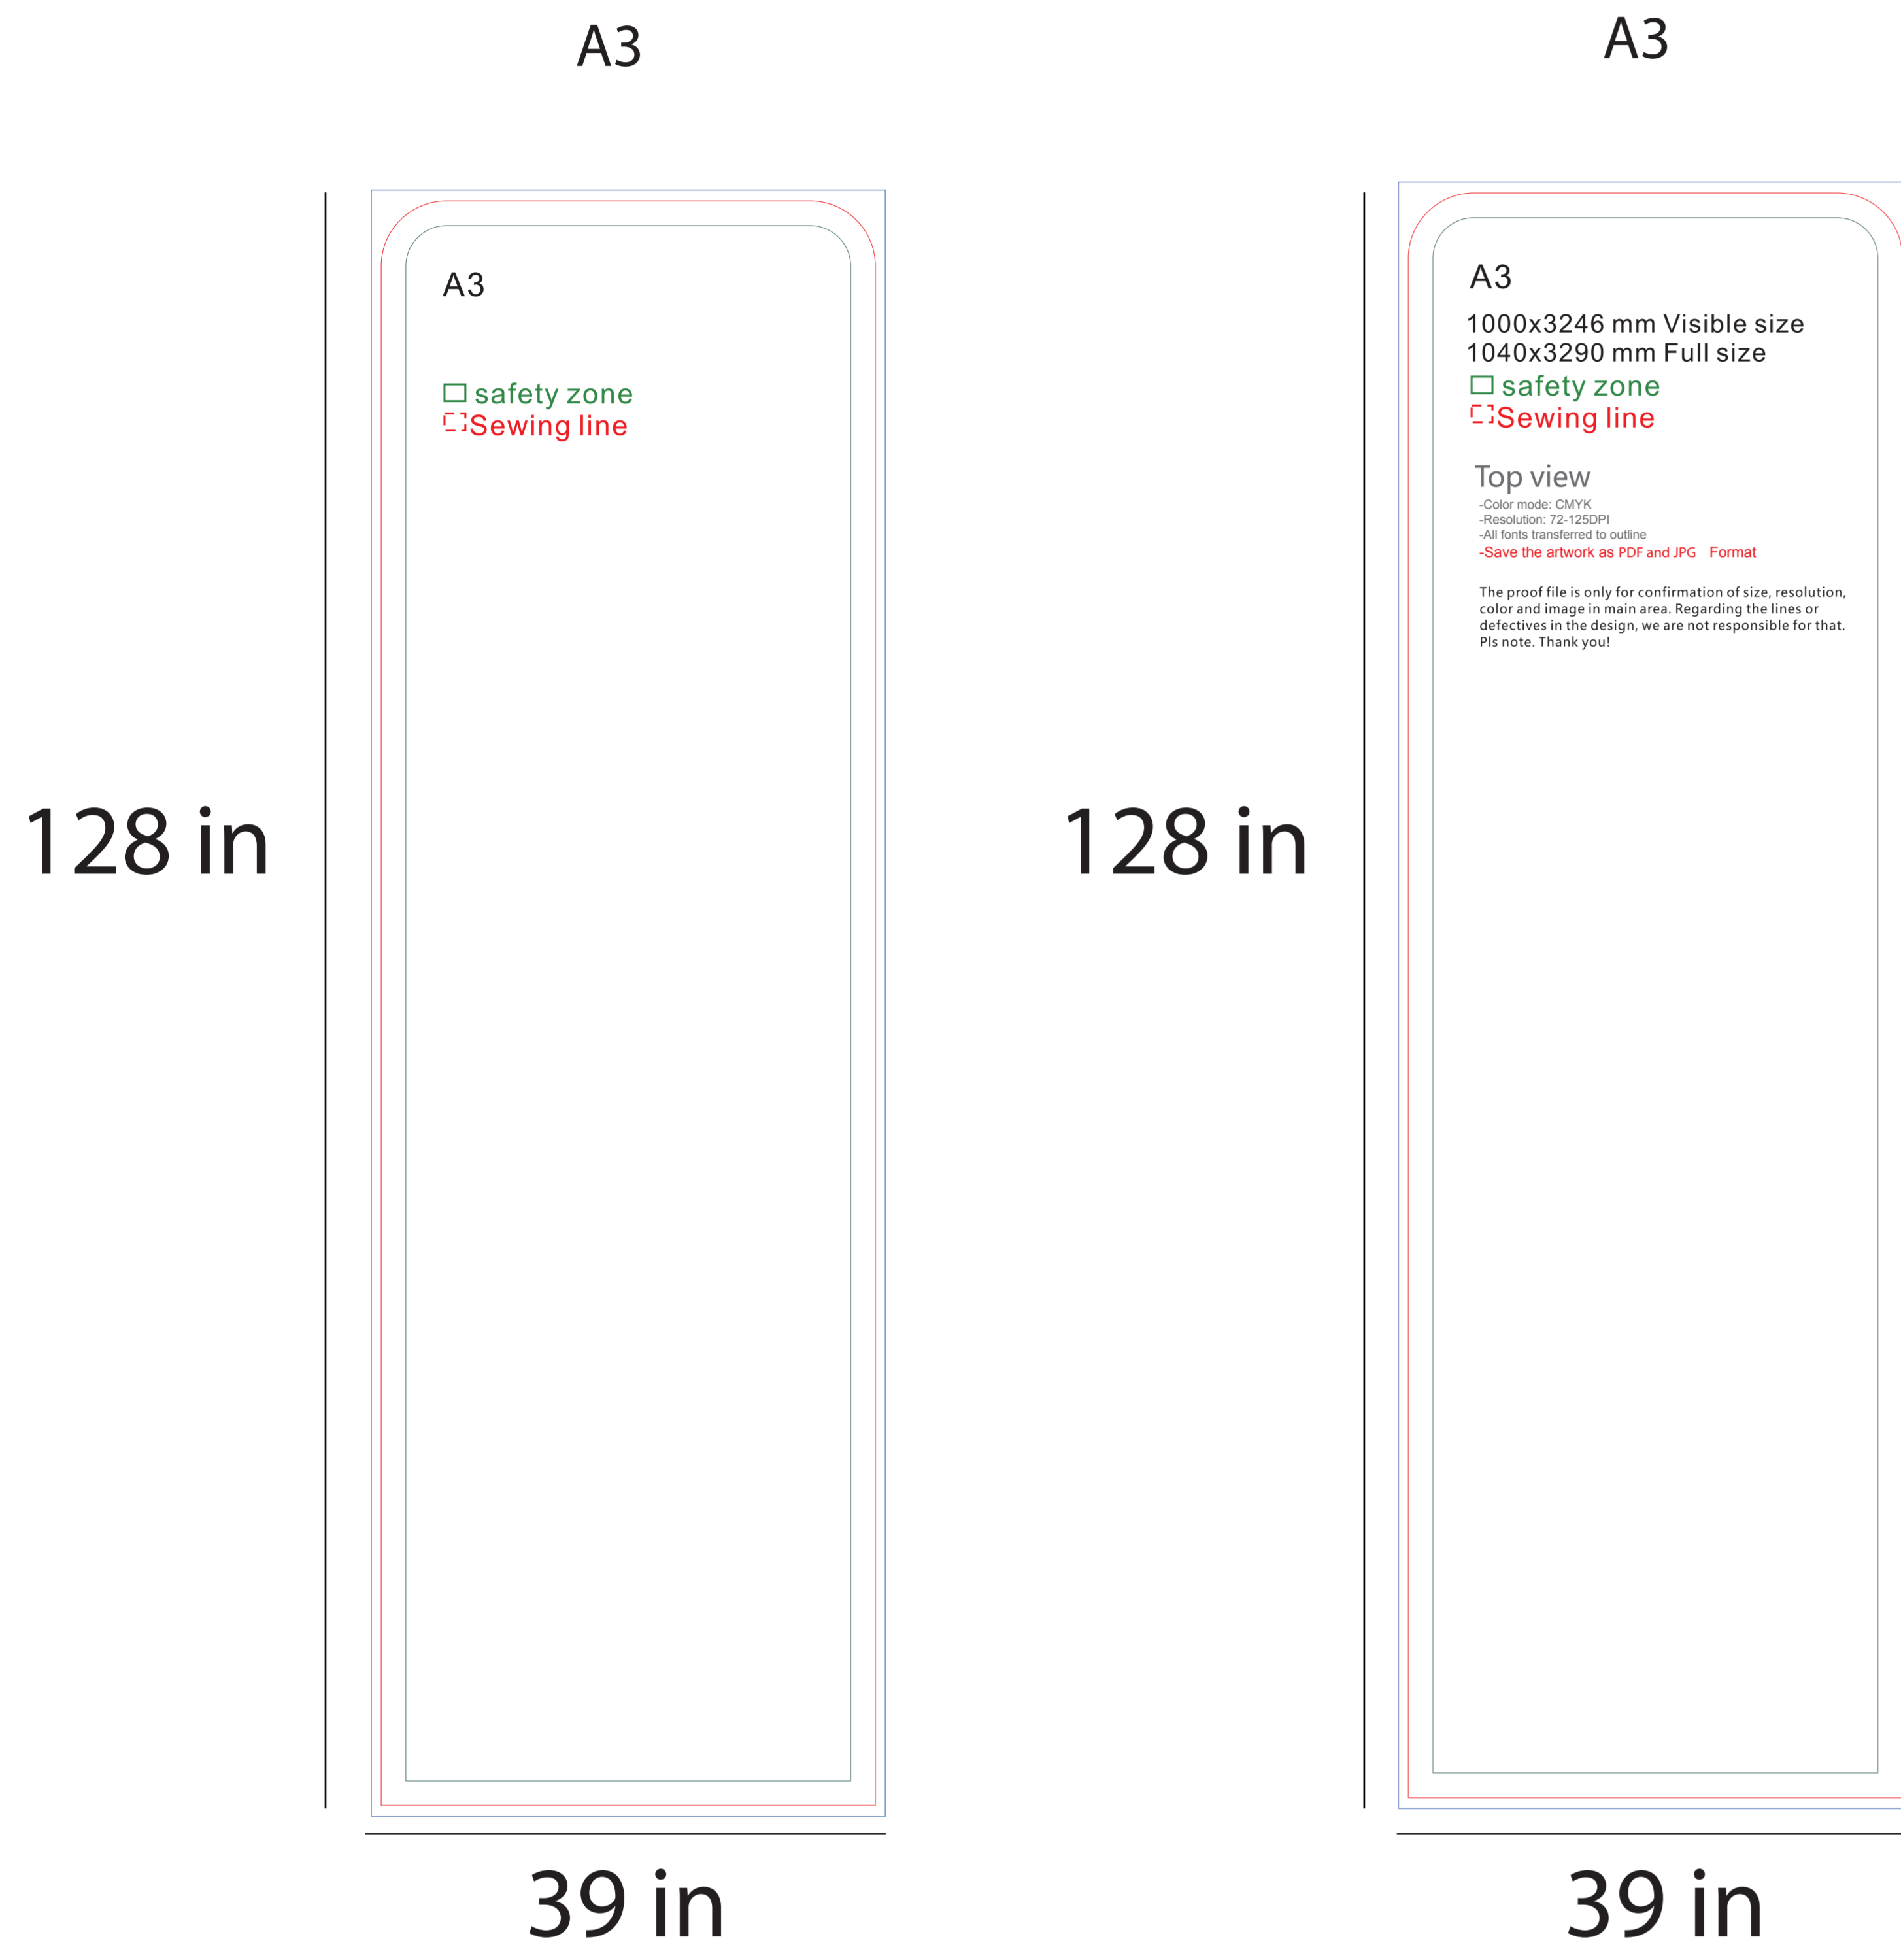 A3
A3
safety zone
Sewing line
128 in
39 in
A3
A3
1000x3246 mm Visible size
1040x3290 mm Full size
safety zone
Sewing line
Top view
-Color mode: CMYK
-Resolution: 72-125DPI
-All fonts transferred to outline
-Save the artwork as PDF and JPG Format
The proof file is only for confirmation of size, resolution,
color and image in main area. Regarding the lines or
defectives in the design, we are not responsible for that.
Pls note. Thank you!
128 in
39 in